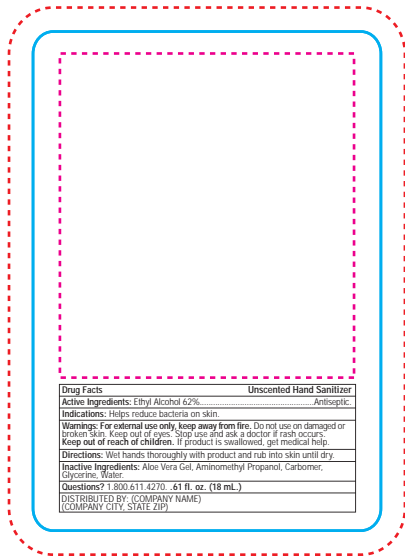 Drug Facts Unscented Hand Sanitizer
Active Ingredients: Ethyl Alcohol 62%.......................................Antiseptic.
Indications: Helps reduce bacteria on skin.
Warnings: For external use only, keep away from fire. Do not use on damaged or
broken skin. Keep out of eyes. Stop use and ask a doctor if rash occurs.
Keep out of reach of children. If product is swallowed, get medical help.
Directions: Wet hands thoroughly with product and rub into skin until dry.
Inactive Ingredients: Aloe Vera Gel, Aminomethyl Propanol, Carbomer,
Glycerine, Water.
Questions? 1.800.611.4270. .61 fl. oz. (18 mL.)
DISTRIBUTED BY: (COMPANY NAME)
(COMPANY CITY, STATE ZIP)